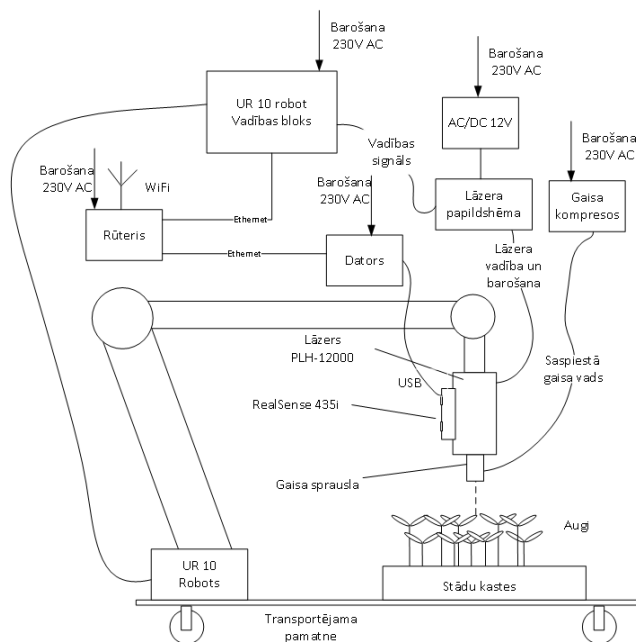 Barošana
230V AC
UR 10 robot
Vadības bloks
Barošana
230V AC
AC/DC 12V
Barošana
230V AC
Vadības
signāls
Barošana
230V AC
WiFi
Barošana
230V AC
Lāzera
papildshēma
Gaisa
kompresos
Rūteris
Ethernet
Ethernet
Dators
Lāzera
vadība un
barošana
Lāzers
PLH-12000
USB
Saspiestā
gaisa vads
RealSense 435i
Gaisa sprausla
Augi
UR 10
Robots
Stādu kastes
Transportējama
pamatne